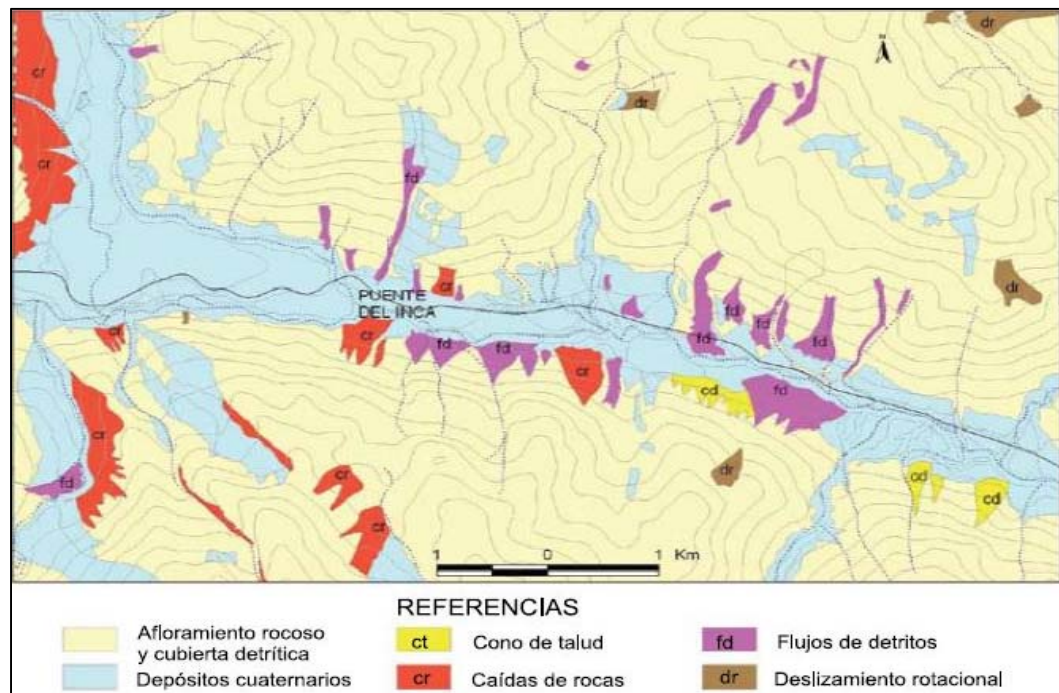 dr
cr
dr
cr
fd
cr
PUENTE
DEL INCA
dr
fd
fd
ct
cr
fd
fd
fd
fd
cr
cd
fd
cr
cr
dr
fd
cd
cd
cr
1 0 1 Km
REFERENCIAS
Afloramiento rocoso
y cubierta detrítica
ct Cono de talud
fd Flujos de detritos
Depósitos cuaternarios
cr Caídas de rocas
dr Deslizamiento rotacional